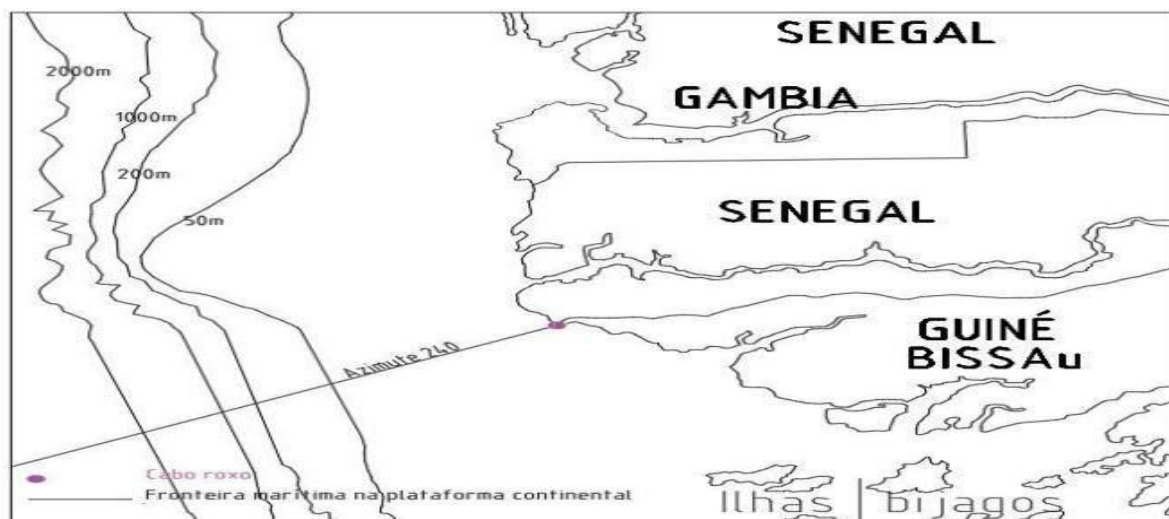 SENEGAL
2000m
GAMBIA
1000m
200m
SENEGAL
50m
GUINÉ
BISSAu
Azimute 240
Cabo roxo
Fronteira marítima na plataforma continental
Ilhas bijagos